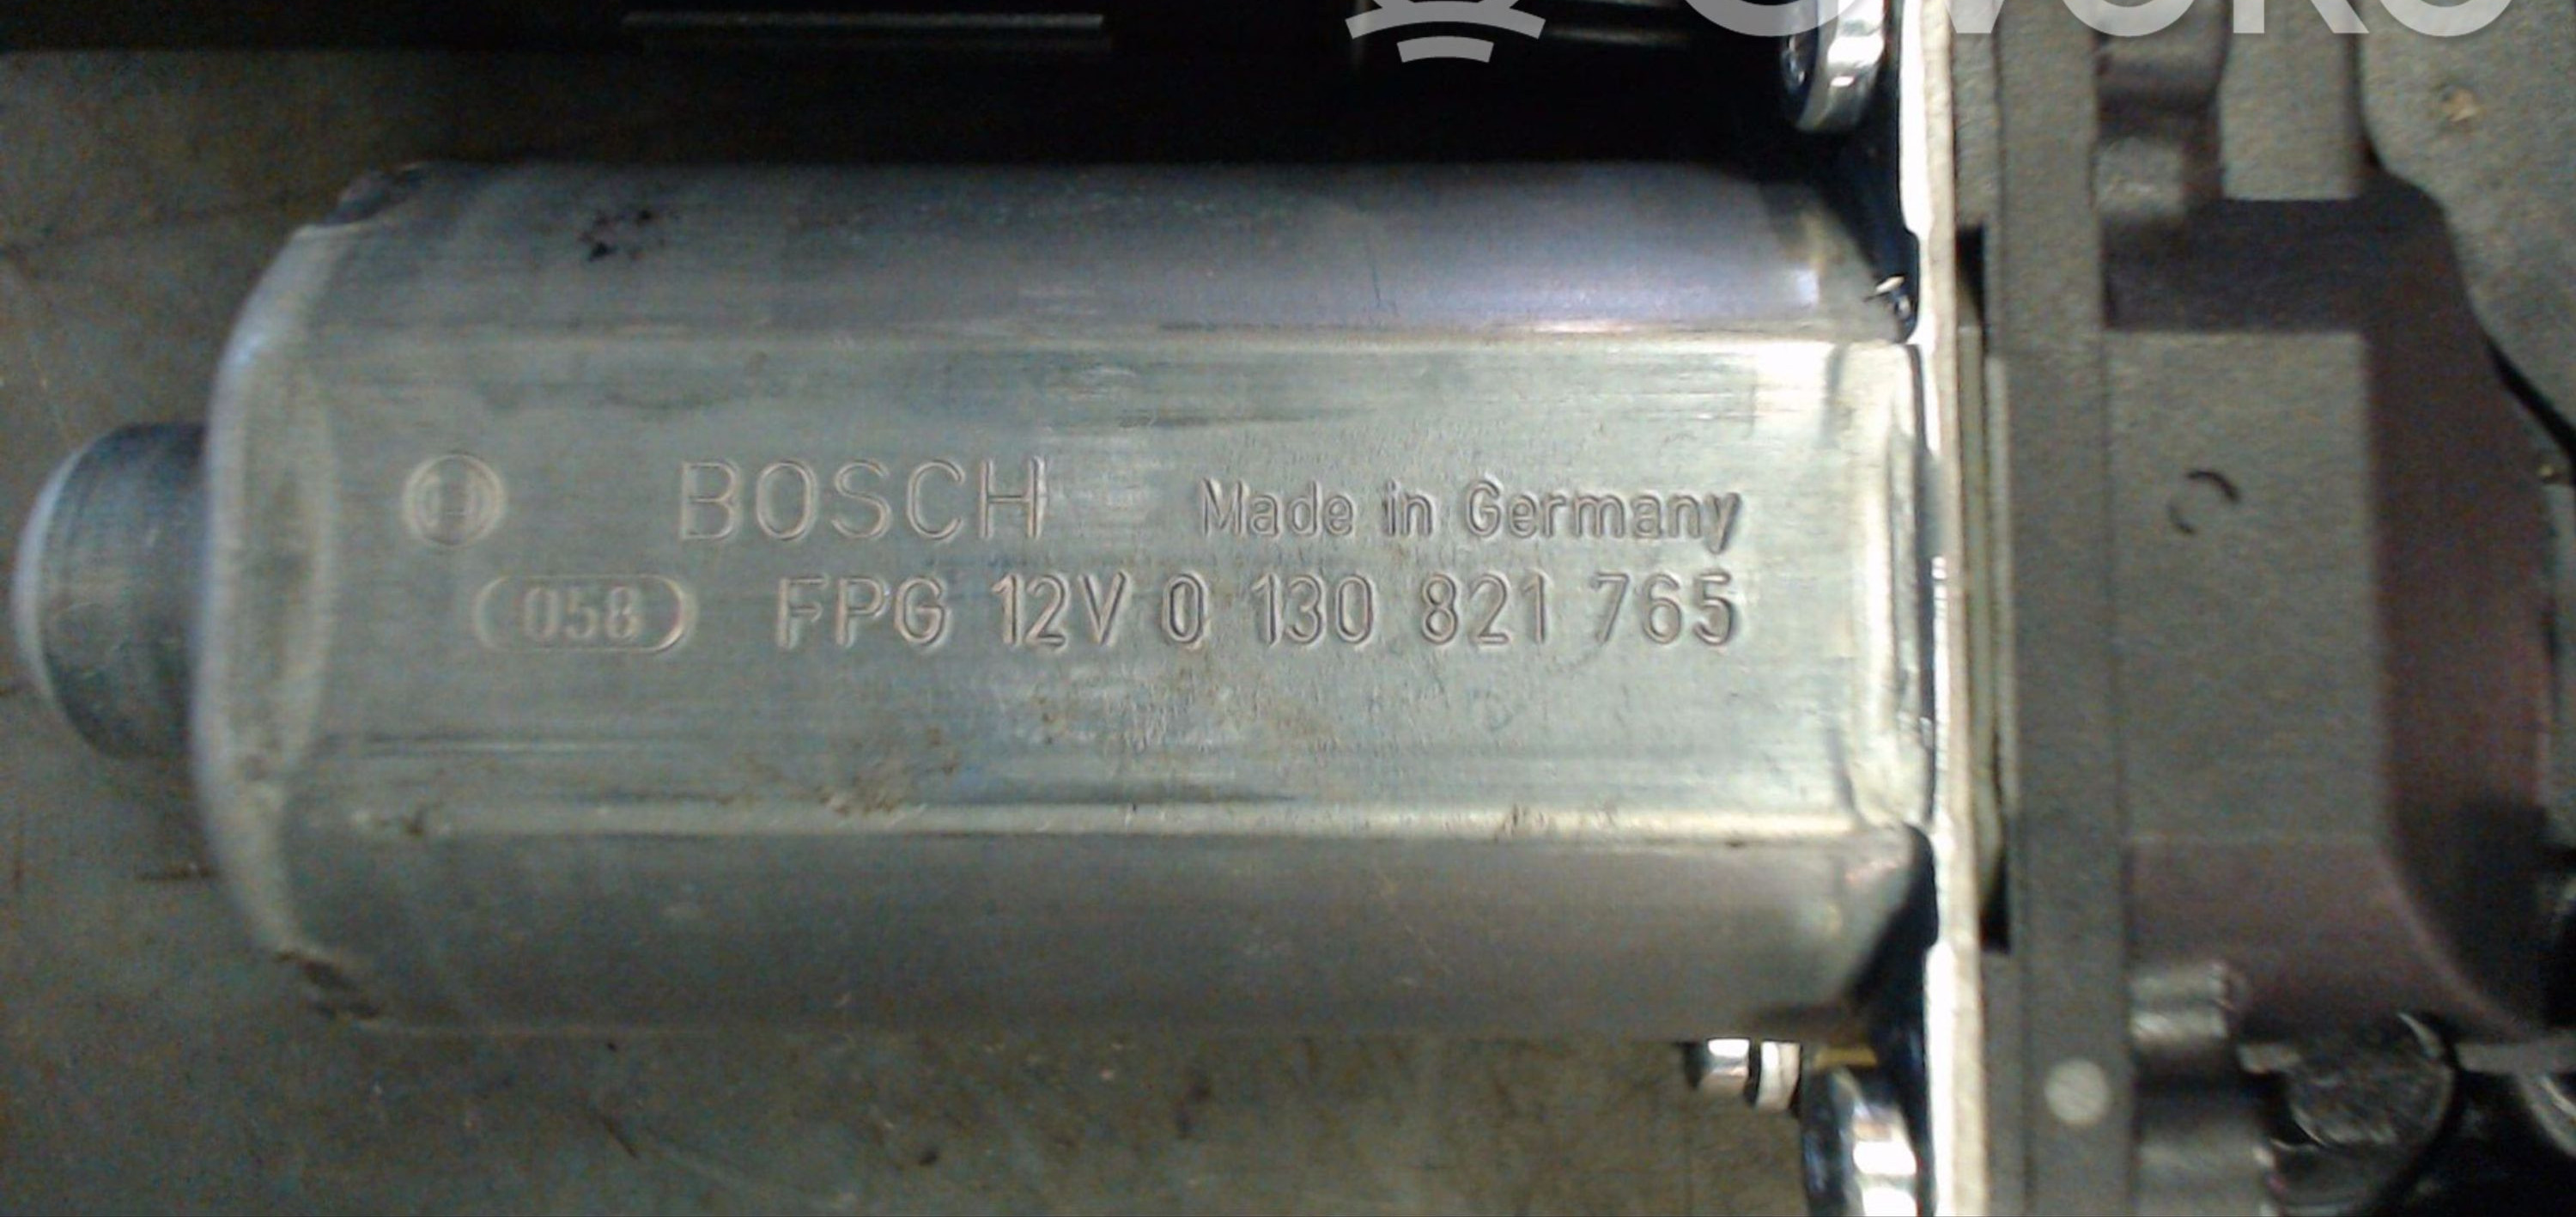 BOSCH Made in Germany
058 FPG 12V 0 130 821 765